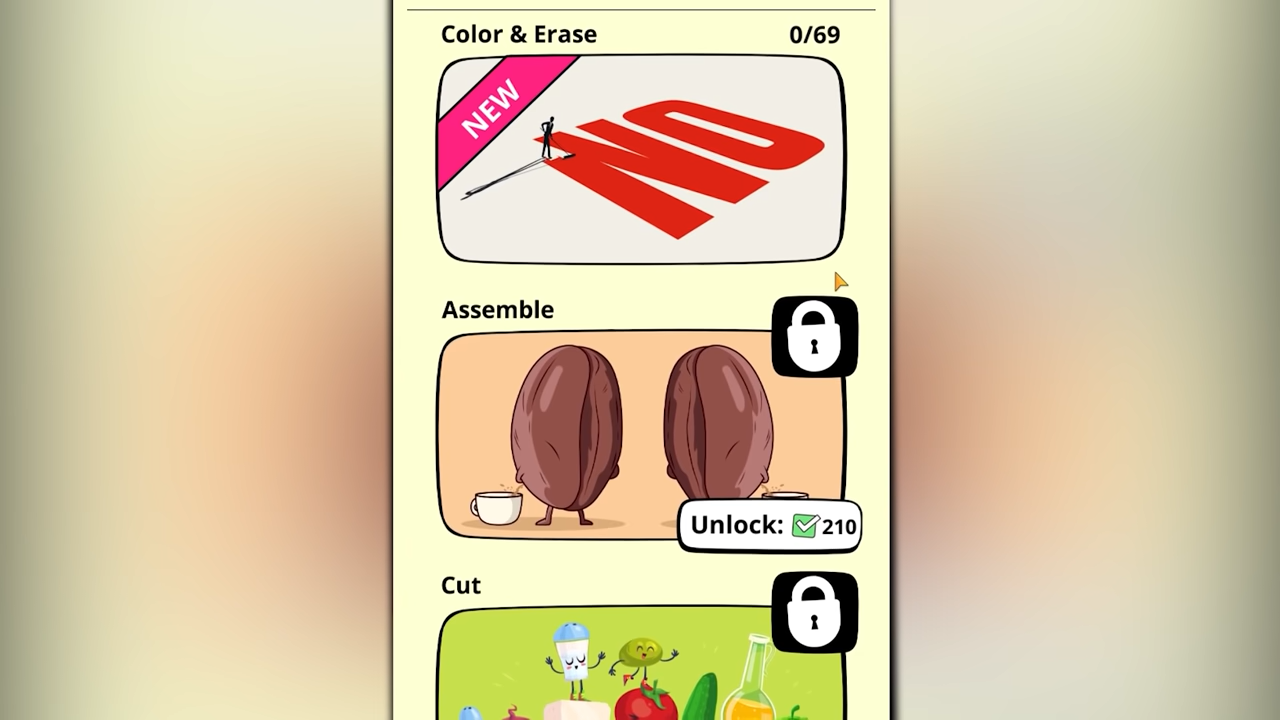 Color & Erase 0/69
NEW
NO
Assemble
Unlock: 210
Cut